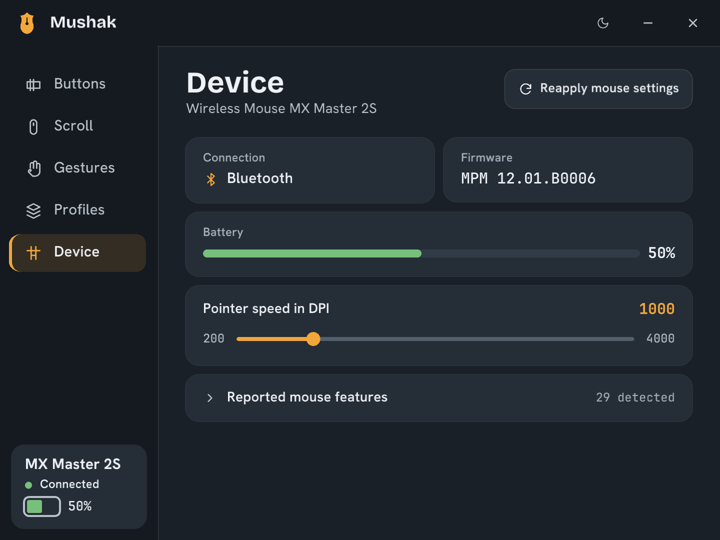 Mushak
Buttons
Scroll
Gestures
Profiles
Device
MX Master 2S
Connected
50%
Device
Wireless Mouse MX Master 2S
Reapply mouse settings
Connection
Bluetooth
Firmware
MPM 12.01.B0006
Battery
50%
Pointer speed in DPI
1000
200
4000
Reported mouse features
29 detected